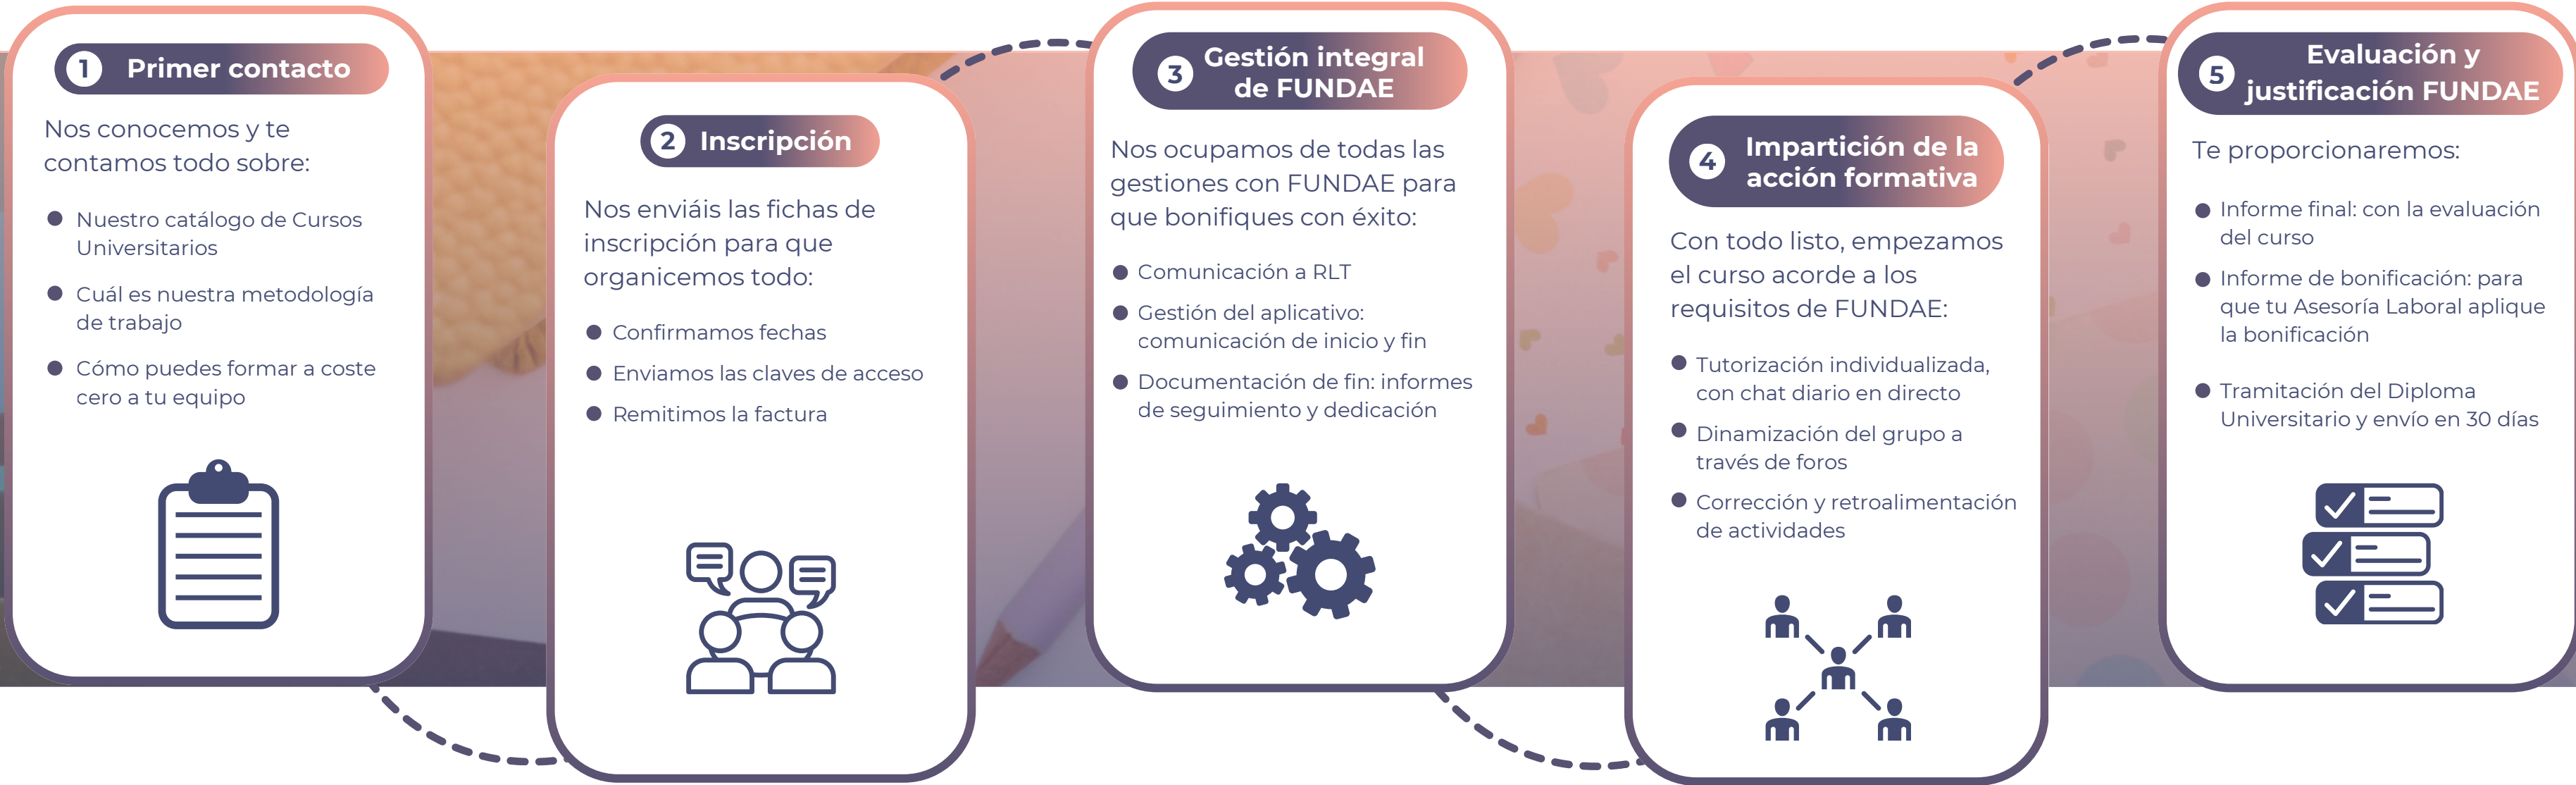 1 Primer contacto
Nos conocemos y te
contamos todo sobre:
Nuestro catálogo de Cursos
Universitarios
Cuál es nuestra metodología
de trabajo
Cómo puedes formar a coste
cero a tu equipo
2 Inscripción
Nos enviáis las fichas de
inscripción para que
organicemos todo:
Confirmamos fechas
Enviamos las claves de acceso
Remitimos la factura
3 Gestión integral
de FUNDAE
Nos ocupamos de todas las
gestiones con FUNDAE para
que bonifiques con éxito:
Comunicación a RLT
Gestión del aplicativo:
comunicación de inicio y fin
Documentación de fin: informes
de seguimiento y dedicación
4 Impartición de la
acción formativa
Con todo listo, empezamos
el curso acorde a los
requisitos de FUNDAE:
Tutorización individualizada,
con chat diario en directo
Dinamización del grupo a
través de foros
Corrección y retroalimentación
de actividades
5 Evaluación y
justificación FUNDAE
Te proporcionaremos:
Informe final: con la evaluación
del curso
Informe de bonificación: para
que tu Asesoría Laboral aplique
la bonificación
Tramitación del Diploma
Universitario y envío en 30 días